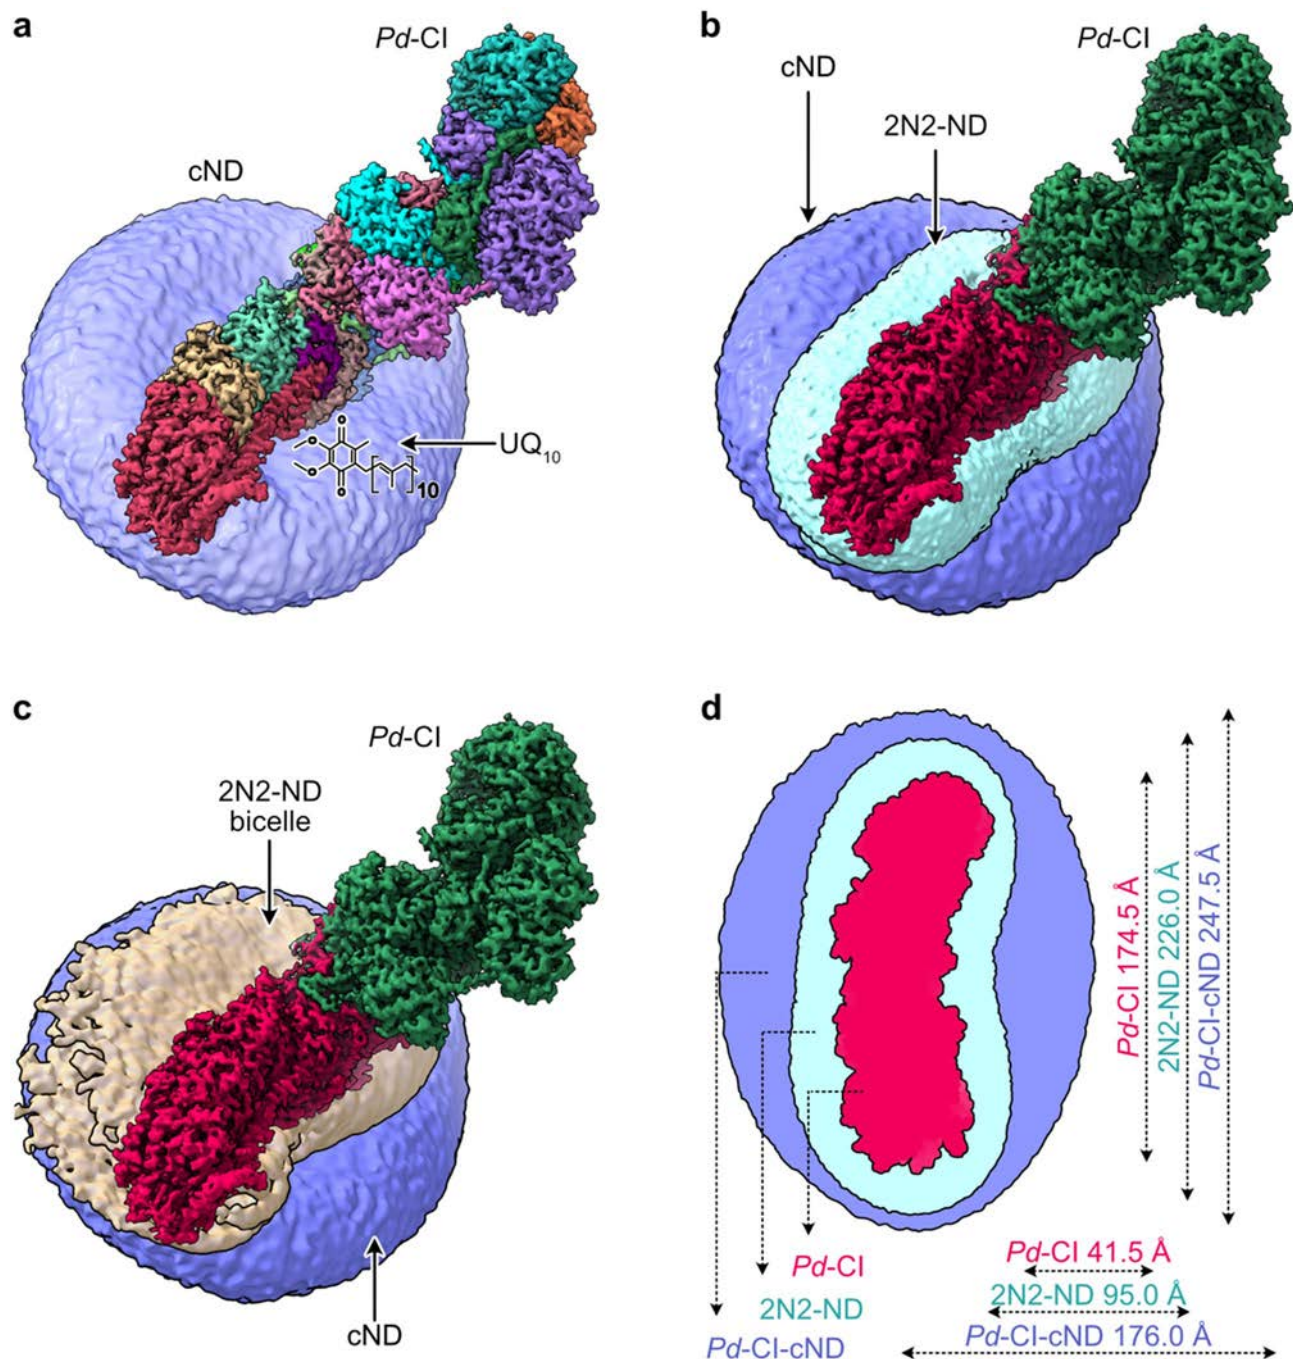 a
Pd-CI
cND
UQ10
10
b
Pd-CI
cND
2N2-ND
c
Pd-CI
2N2-ND
bicelle
cND
d
Pd-CI 174.5 Å
2N2-ND 226.0 Å
Pd-CI-cND 247.5 Å
Pd-CI
2N2-ND
Pd-CI-cND
Pd-CI 41.5 Å
2N2-ND 95.0 Å
Pd-CI-cND 176.0 Å